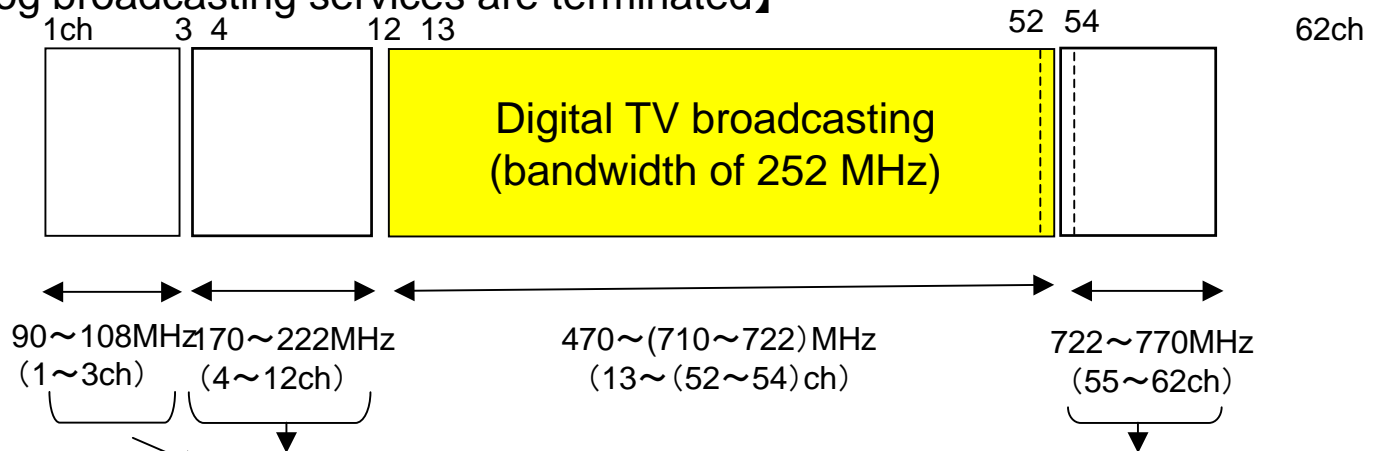 og broadcasting services are terminated】
1ch 3 4 12 13 52 54 62ch
Digital TV broadcasting
(bandwidth of 252 MHz)
90～108MHz 170～222MHz 470～(710～722）MHz 722～770MHz
（1～3ch） （4～12ch） （13～（52～54）ch） （55～62ch）